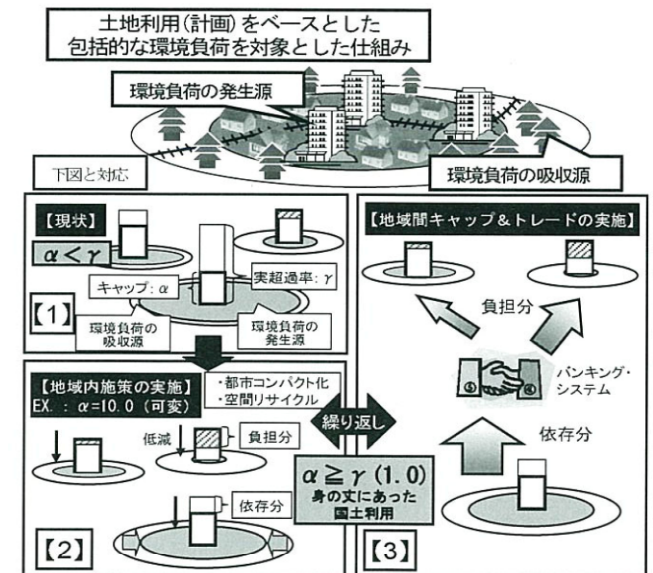 土地利用(計画)をベースとした
包括的な環境負荷を対象とした仕組み
環境負荷の発生源
環境負荷の吸収源
下図と対応
【現状】
α<γ
キャップ:α
実超過率:γ
【1】
環境負荷の
吸収源
環境負荷の
発生源
【地域内施策の実施】
EX.:α=10.0(可変)
・都市コンパクト化
・空間リサイクル
低減
負担分
依存分
【2】
繰り返し
α≧γ(1.0)
身の丈にあった
国土利用
【地域間キャップ&トレードの実施】
負担分
バンキング・
システム
依存分
【3】